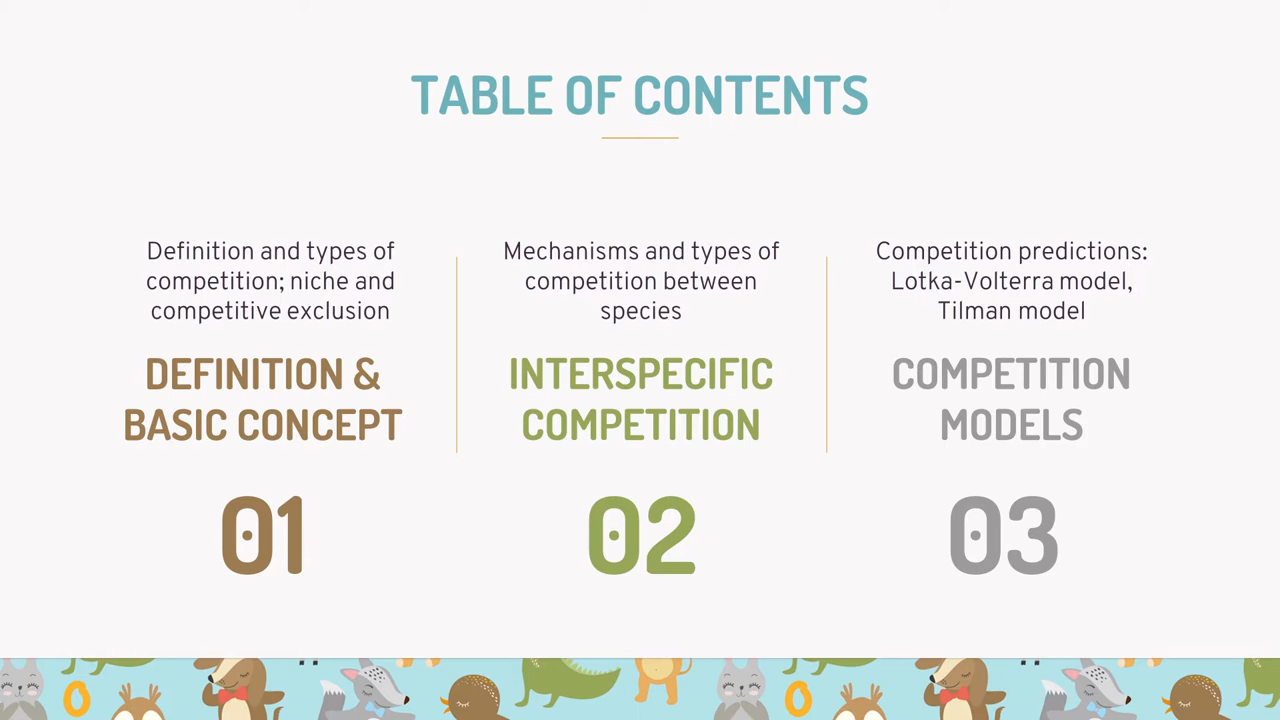 TABLE OF CONTENTS
Definition and types of
competition; niche and
competitive exclusion
DEFINITION &
BASIC CONCEPT
01
Mechanisms and types of
competition between
species
INTERSPECIFIC
COMPETITION
02
Competition predictions:
Lotka-Volterra model,
Tilman model
COMPETITION
MODELS
03